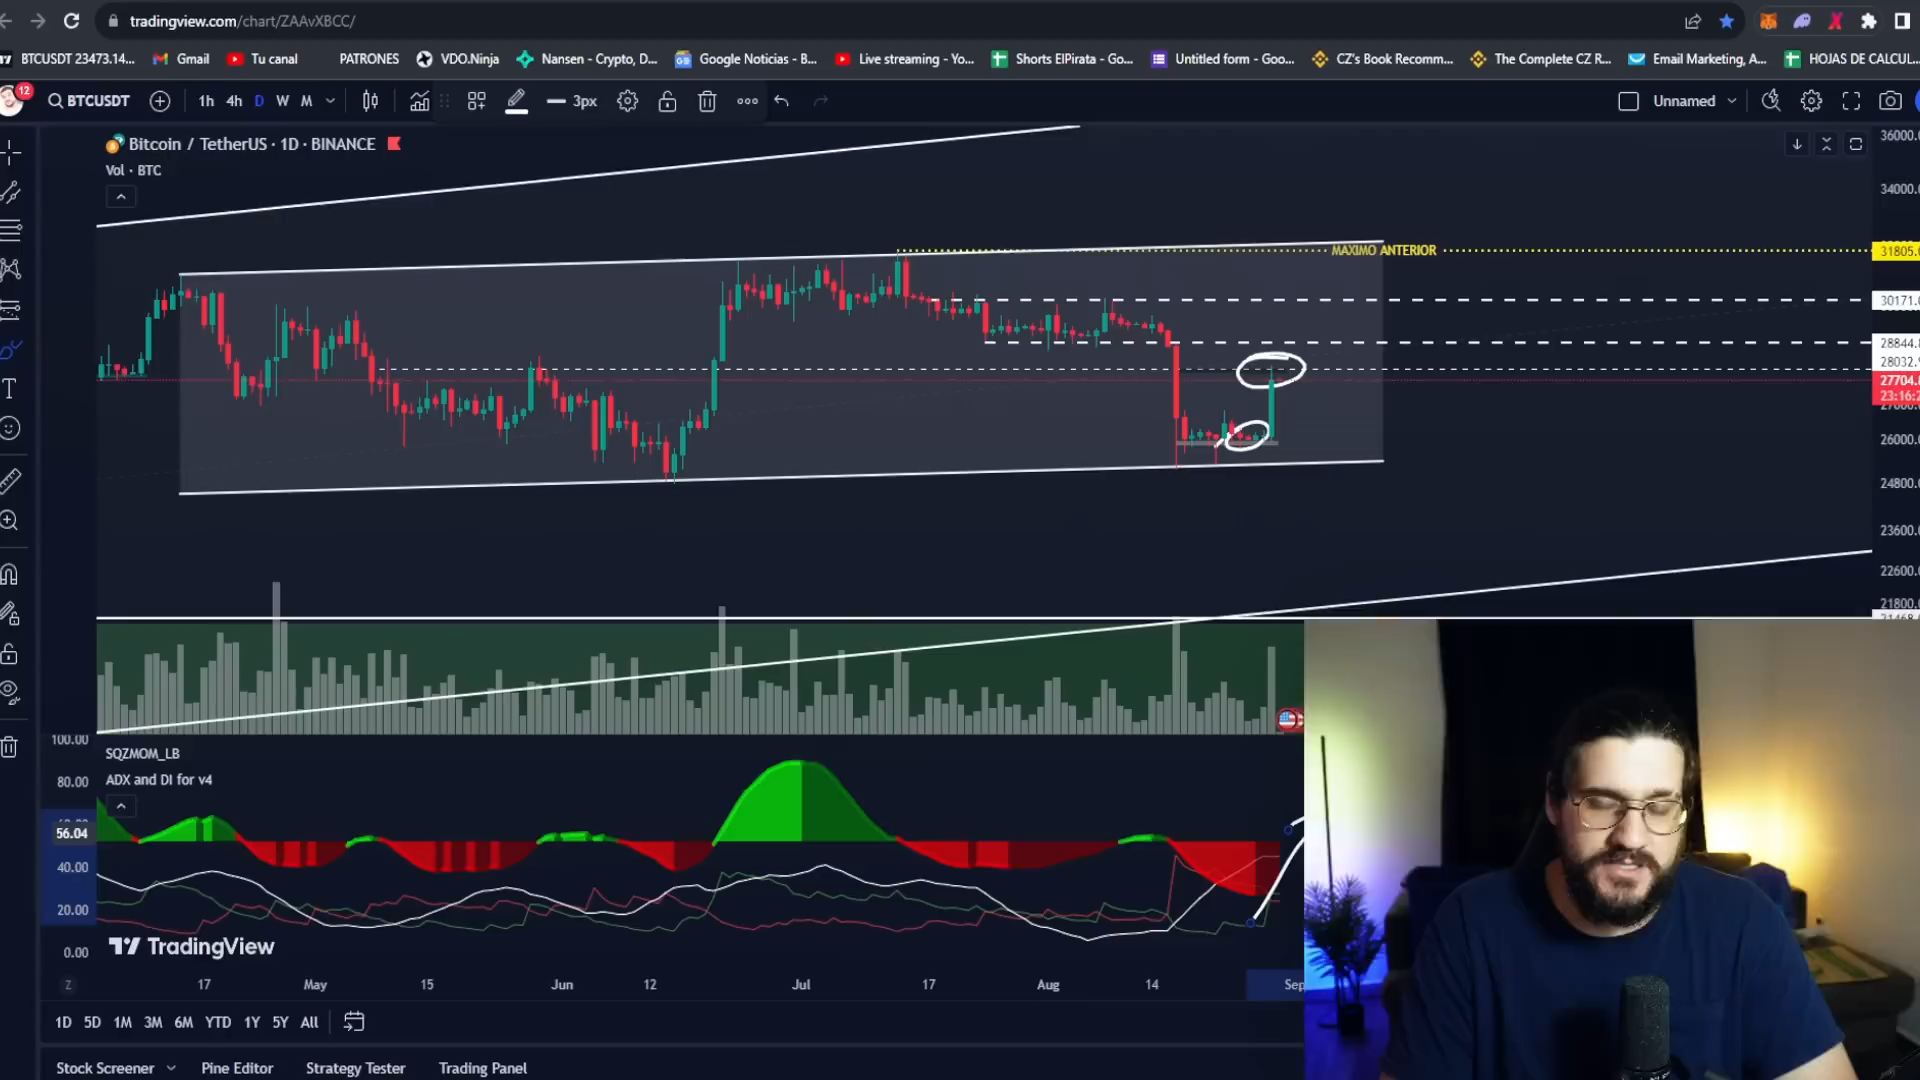 tradingview.com/chart/ZAAvXBCC/
BTCUSDT 23473.14...
Gmail
Tu canal
PATRONES
VDO.Ninja
Nansen - Crypto, D...
Google Noticias - B...
Live streaming - Yo...
Shorts ElPirata - Go...
Untitled form - Goo...
CZ's Book Recomm...
The Complete CZ R...
Email Marketing, A...
HOJAS DE CALCUL...
12
BTCUSDT
1h
4h
D
W
M
3px
Unnamed
Bitcoin / TetherUS · 1D · BINANCE
Vol · BTC
MAXIMO ANTERIOR
36000.
34000.
31805.
30171.
28844.
28032.
27704.
23:16:2
27000.
26000.
24800.
23600.
22600.
21800.
100.00
80.00
56.04
40.00
20.00
0.00
SQZMOM_LB
ADX and DI for v4
TradingView
Z
17
May
15
Jun
12
Jul
17
Aug
14
Sep
1D
5D
1M
3M
6M
YTD
1Y
5Y
All
Stock Screener
Pine Editor
Strategy Tester
Trading Panel